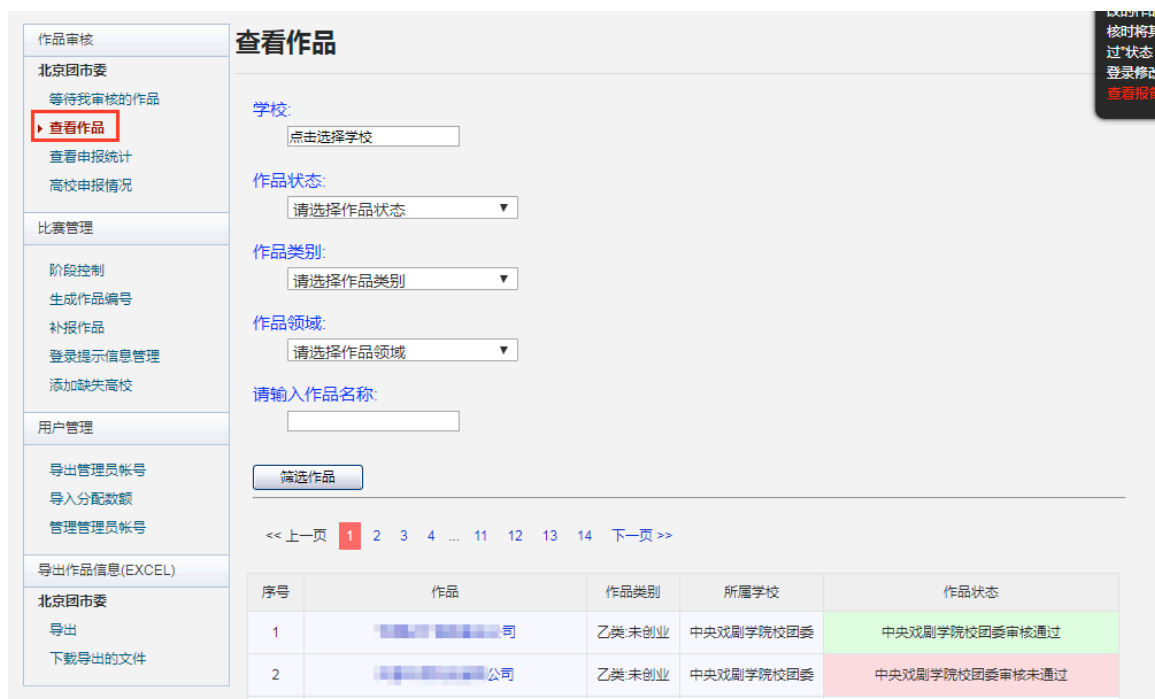 作品审核
北京团市委
等待我审核的作品
查看作品
查看申报统计
高校申报情况
比赛管理
阶段控制
生成作品编号
补报作品
登录提示信息管理
添加缺失高校
用户管理
导出管理员帐号
导入分配数额
管理管理员帐号
导出作品信息(EXCEL)
北京团市委
导出
下载导出的文件
查看作品
学校:
点击选择学校
作品状态:
请选择作品状态
作品类别:
请选择作品类别
作品领域:
请选择作品领域
请输入作品名称:
筛选作品
<< 上一页 1 2 3 4 ... 11 12 13 14 下一页 >>
序号 作品 作品类别 所属学校 作品状态
1 司 乙类:未创业 中央戏剧学院校团委 中央戏剧学院校团委审核通过
2 公司 乙类:未创业 中央戏剧学院校团委 中央戏剧学院校团委审核未通过
核时将
过"状态
登录修改
查看报